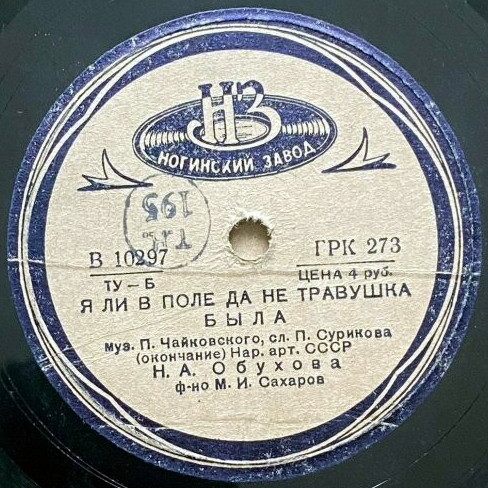 НЗ
НОГИНСКИЙ ЗАВОД
195
В 10297
ГРК 273
ТУ-Б
ЦЕНА 4 руб.
Я ЛИ В ПОЛЕ ДА НЕ ТРАВУШКА
БЫЛА
муз. П. Чайковского, сл. П. Сурикова
(окончание) Нар. арт. СССР
Н. А. Обухова
ф-но М. И. Сахаров